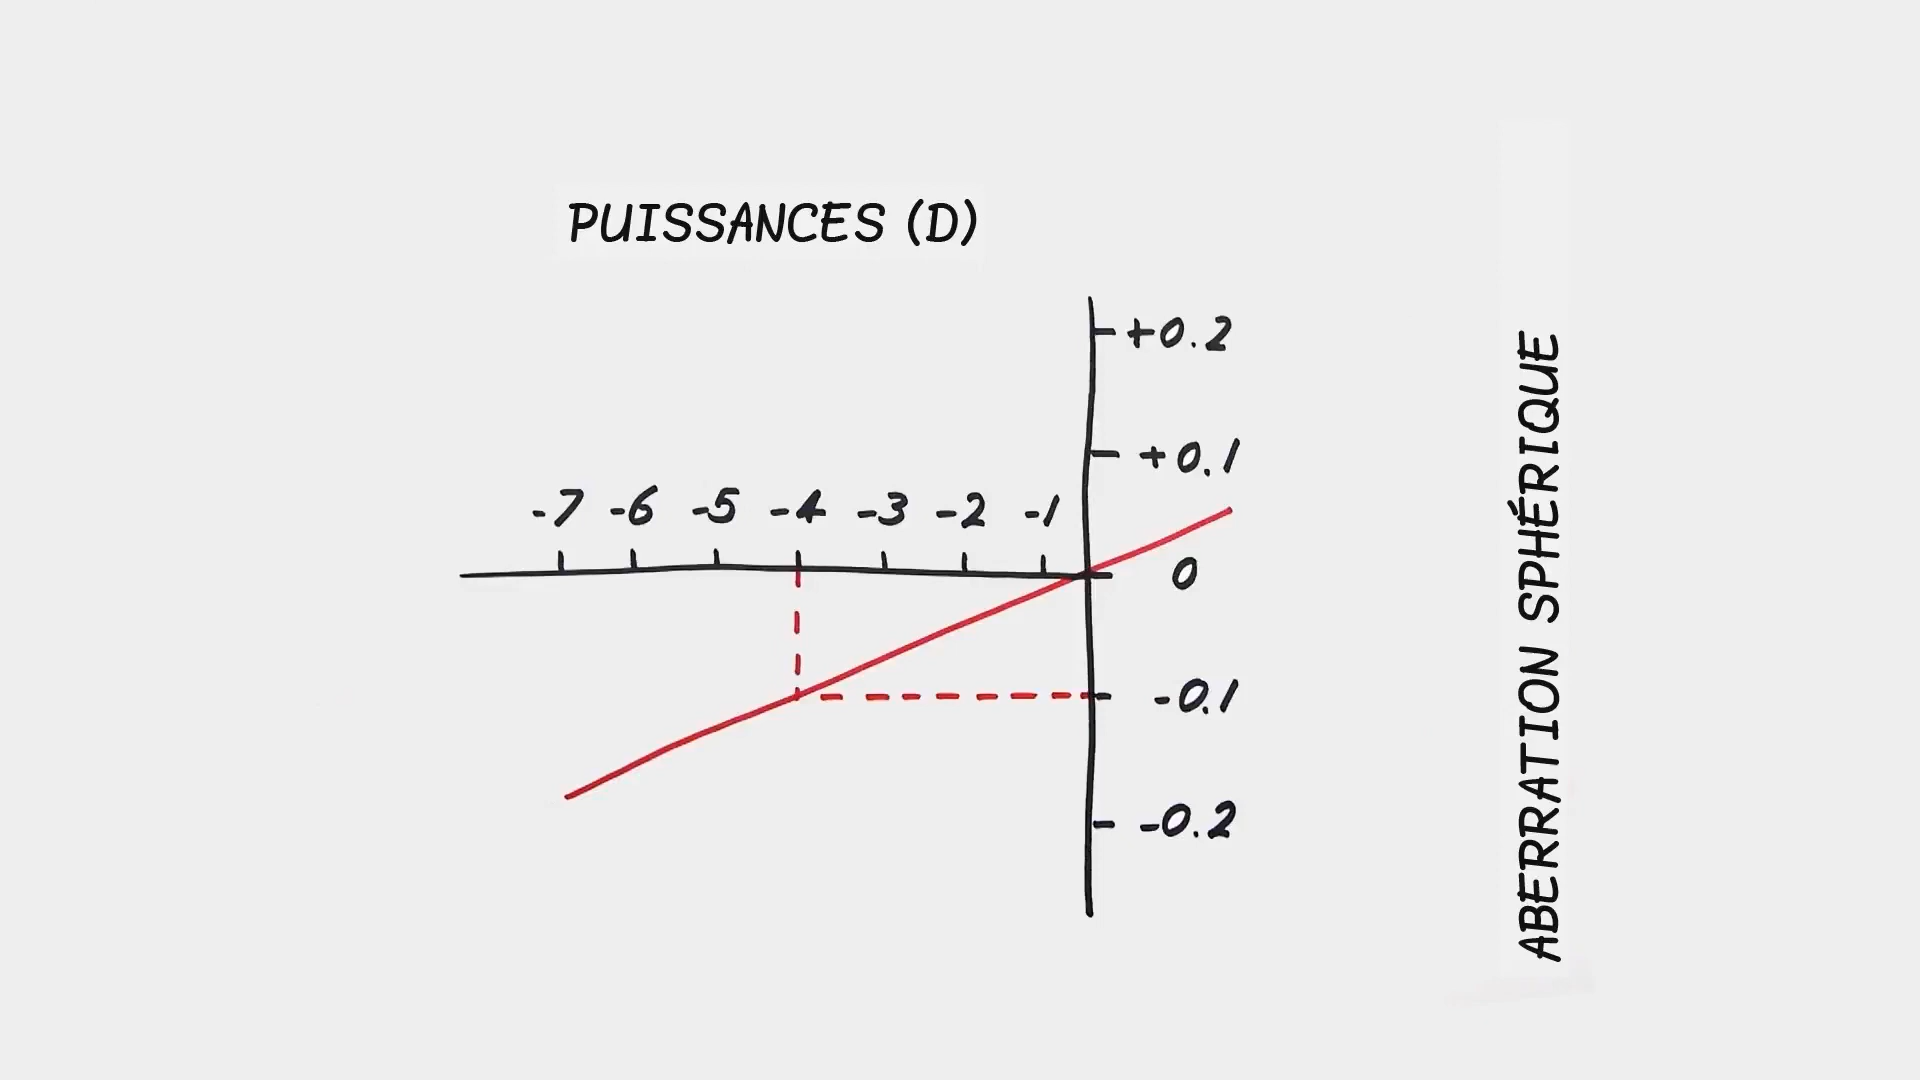 PUISSANCES (D)
+0.2
+0.1
-7 -6 -5 -4 -3 -2 -1
0
-0.1
-0.2
ABERRATION SPHÉRIQUE